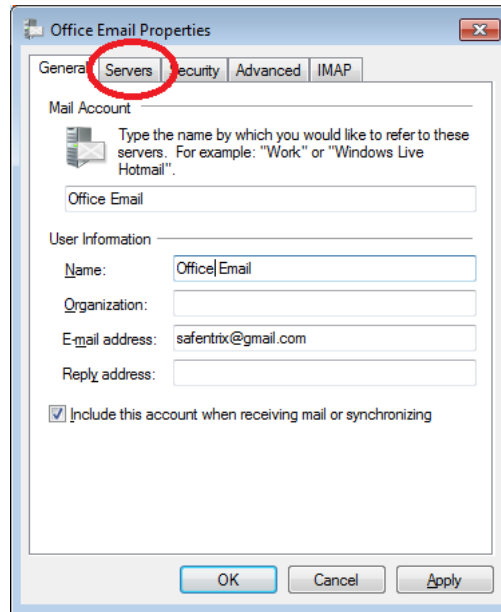 Office Email Properties
General Servers Security Advanced IMAP
Mail Account
Type the name by which you would like to refer to these
servers. For example: "Work" or "Windows Live
Hotmail".
Office Email
User Information
Name: Office Email
Organization:
E-mail address: safentrix@gmail.com
Reply address:
Include this account when receiving mail or synchronizing
OK Cancel Apply